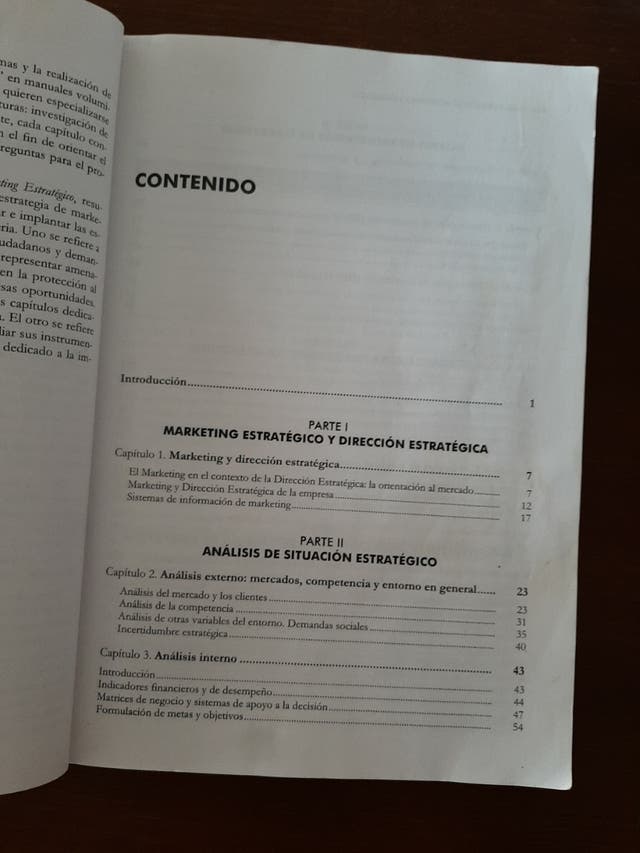 mas y la realización de
en manuales volumi-
quieren especializarse
turas: investigación de
te, cada capítulo con-
n el fin de orientar el
reguntas para el pro-
ting Estratégico, resu-
estrategia de marke-
ar e implantar las es-
eria. Uno se refiere a
udadanos y deman-
representar amena-
en la protección al
sas oportunidades.
s capítulos dedica-
a. El otro se refiere
liar sus instrumen-
dedicado a la im-
CONTENIDO
Introducción 1
PARTE I
MARKETING ESTRATÉGICO Y DIRECCIÓN ESTRATÉGICA
Capítulo 1. Marketing y dirección estratégica 7
El Marketing en el contexto de la Dirección Estratégica: la orientación al mercado 7
Marketing y Dirección Estratégica de la empresa 12
Sistemas de información de marketing 17
PARTE II
ANÁLISIS DE SITUACIÓN ESTRATÉGICO
Capítulo 2. Análisis externo: mercados, competencia y entorno en general 23
Análisis del mercado y los clientes 23
Análisis de la competencia 31
Análisis de otras variables del entorno. Demandas sociales 35
Incertidumbre estratégica 40
Capítulo 3. Análisis interno 43
Introducción 43
Indicadores financieros y de desempeño 44
Matrices de negocio y sistemas de apoyo a la decisión 47
Formulación de metas y objetivos 54